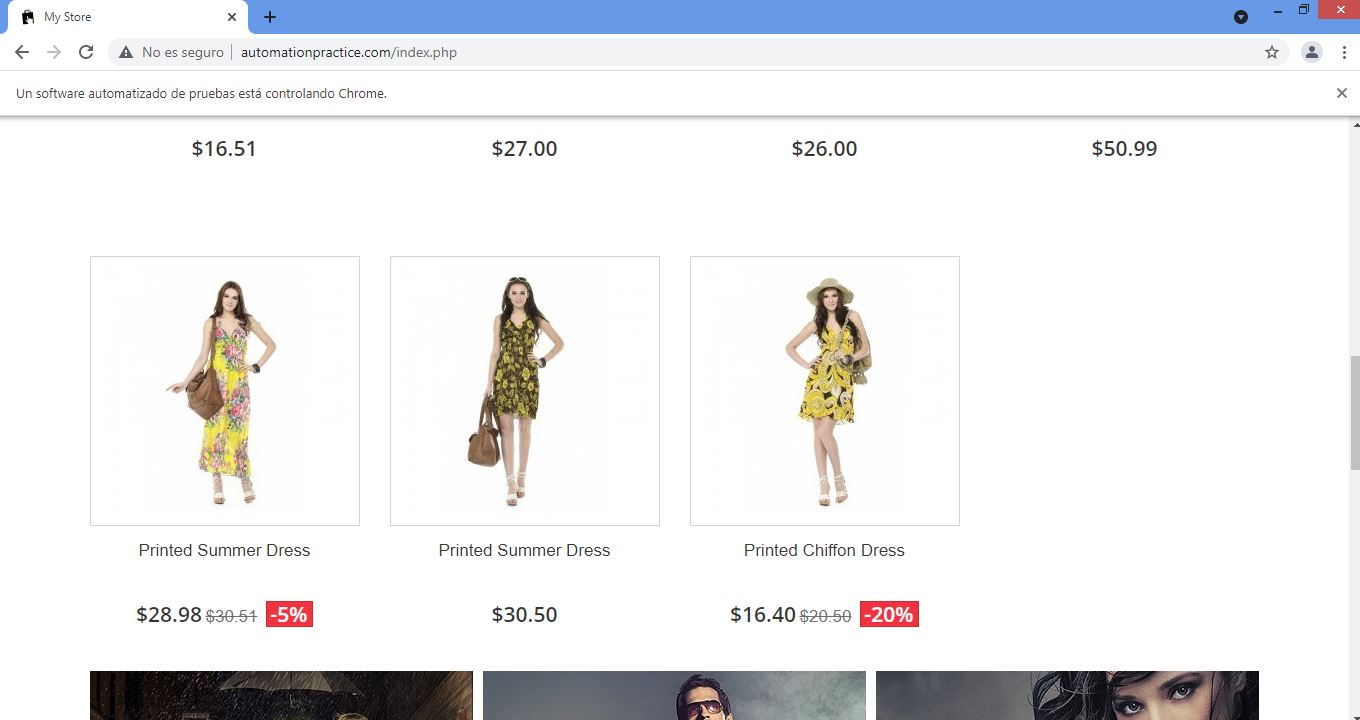 My Store
No es seguro
automationpractice.com/index.php
Un software automatizado de pruebas está controlando Chrome.
$16.51
$27.00
$26.00
$50.99
Printed Summer Dress
Printed Summer Dress
Printed Chiffon Dress
$28.98 $30.51 -5%
$30.50
$16.40 $20.50 -20%